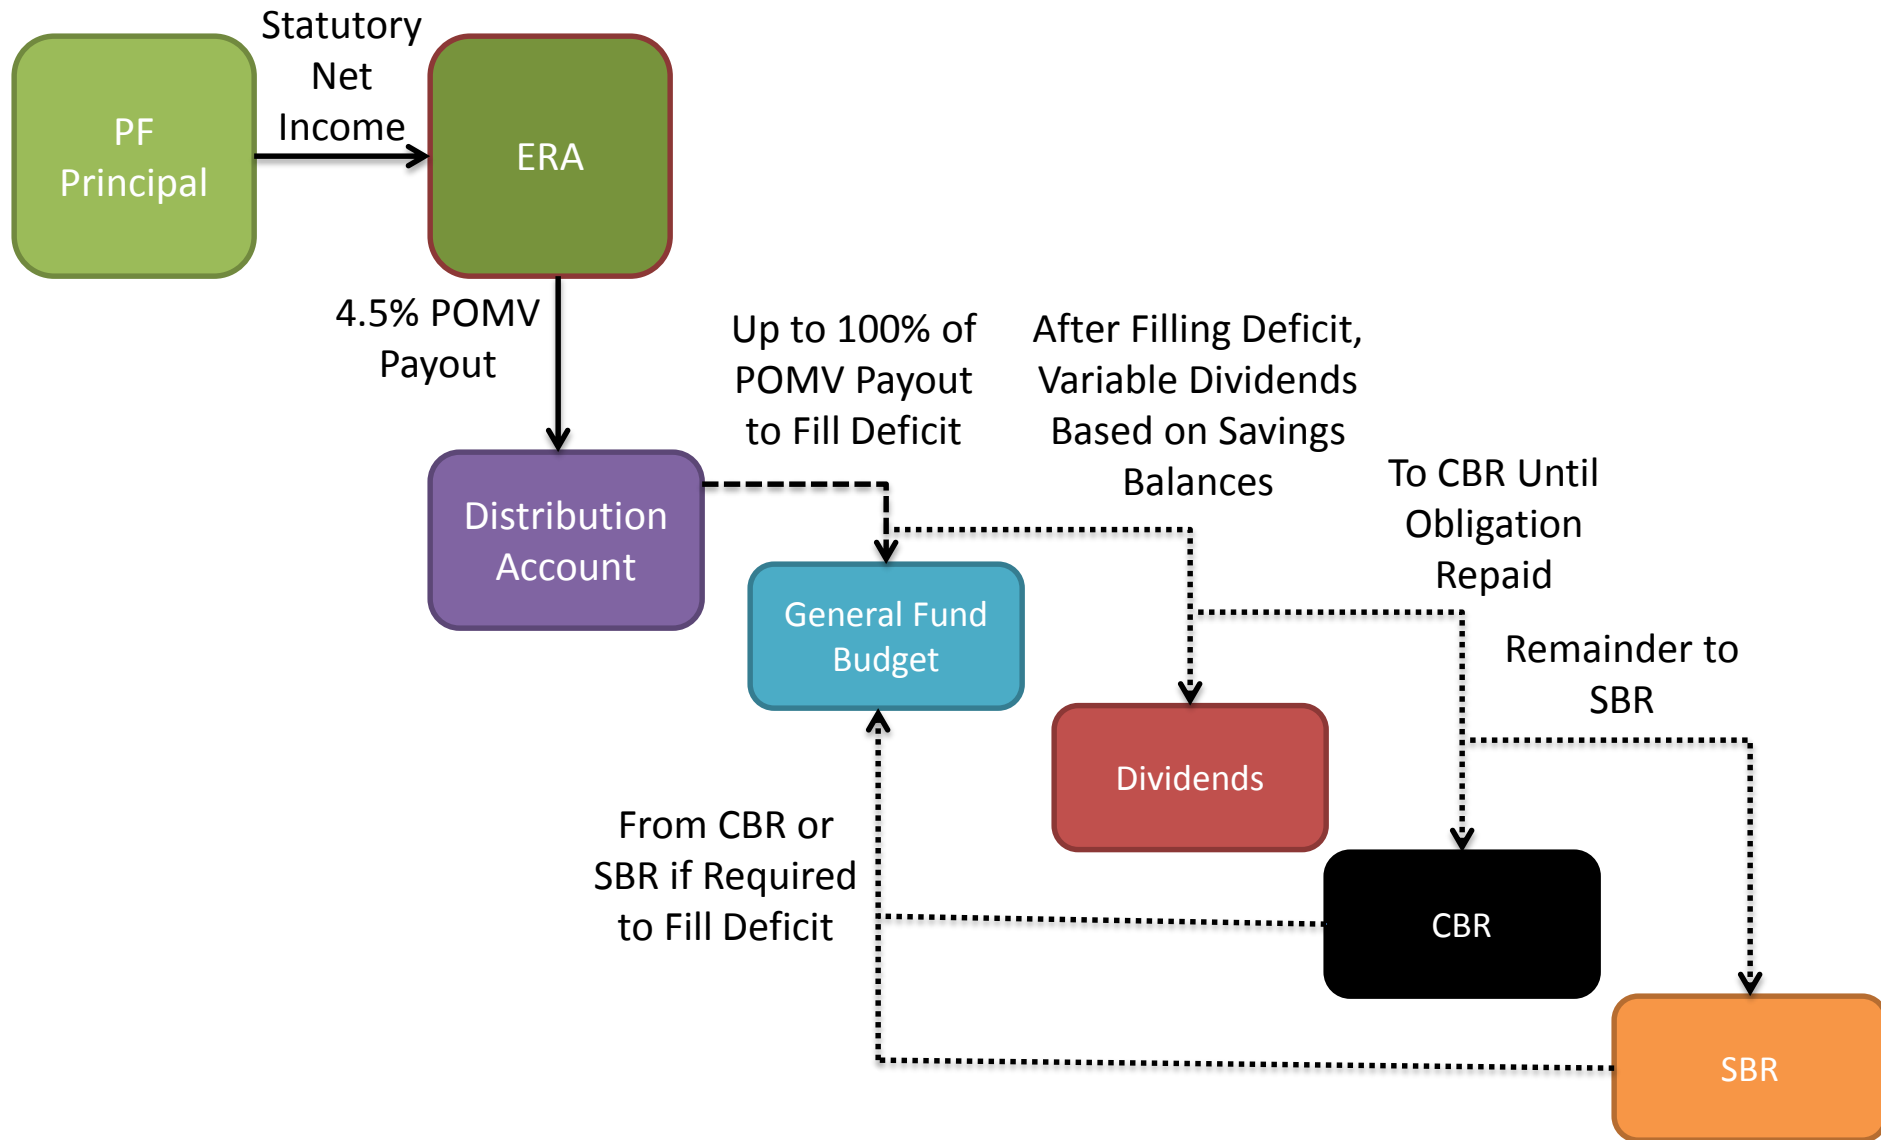 Statutory
Net
Income
PF
Principal
ERA
4.5% POMV
Payout
Up to 100% of
POMV Payout
to Fill Deficit
After Filling Deficit,
Variable Dividends
Based on Savings
Balances
To CBR Until
Obligation
Repaid
Distribution
Account
General Fund
Budget
Remainder to
SBR
Dividends
From CBR or
SBR if Required
to Fill Deficit
CBR
SBR